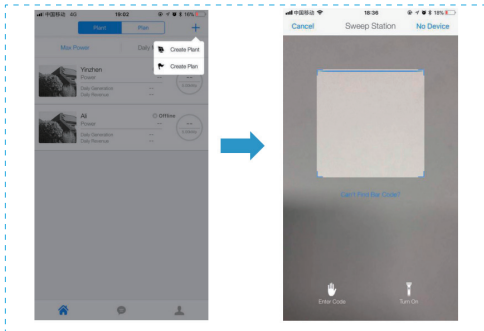 中国移动 4G 19:02 18%
Plant Plan
Max Power Daily
Create Plant
Create Plan
Yinzhen
Power --
Daily Generation --
Daily Revenue --
Ali Offline
Power --
Daily Generation --
Daily Revenue --
中国移动 18:36 18%
Cancel Sweep Station No Device
Can't Find Bar Code?
Enter Code Turn On